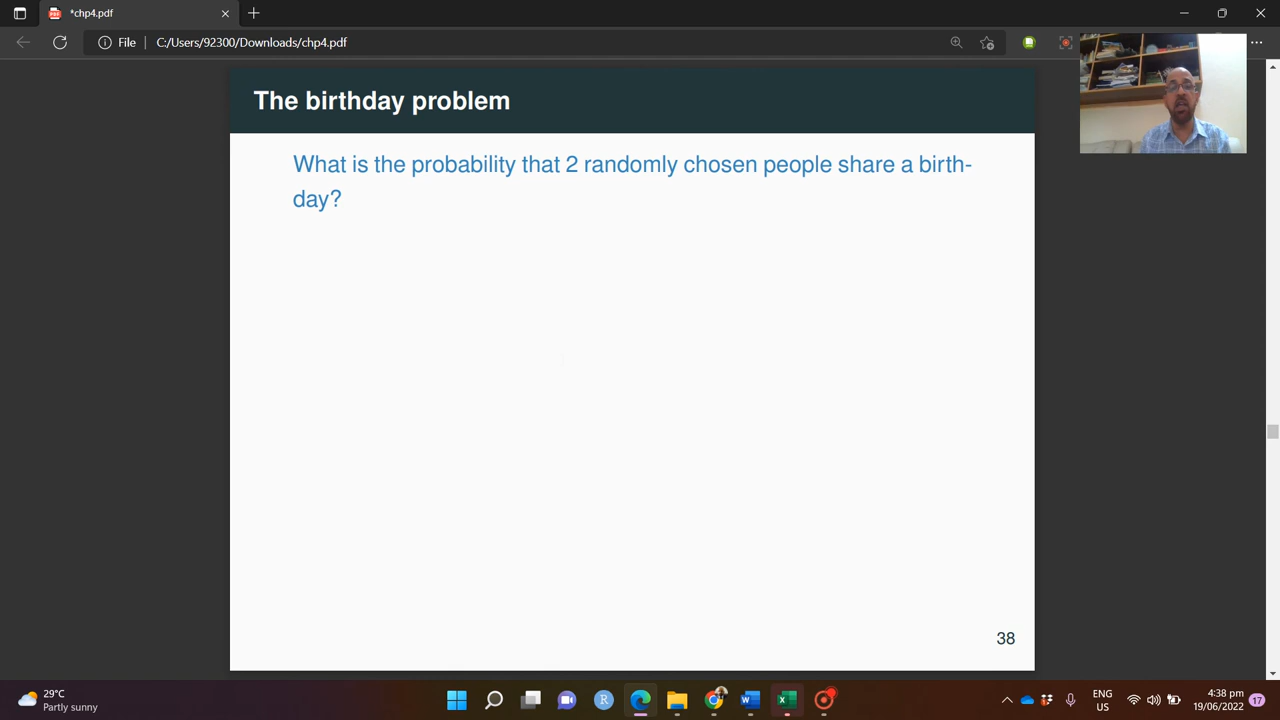 *chp4.pdf
File
C:/Users/92300/Downloads/chp4.pdf
The birthday problem
What is the probability that 2 randomly chosen people share a birth-
day?
38
29°C
Partly sunny
ENG
US
4:38 pm
19/06/2022
17